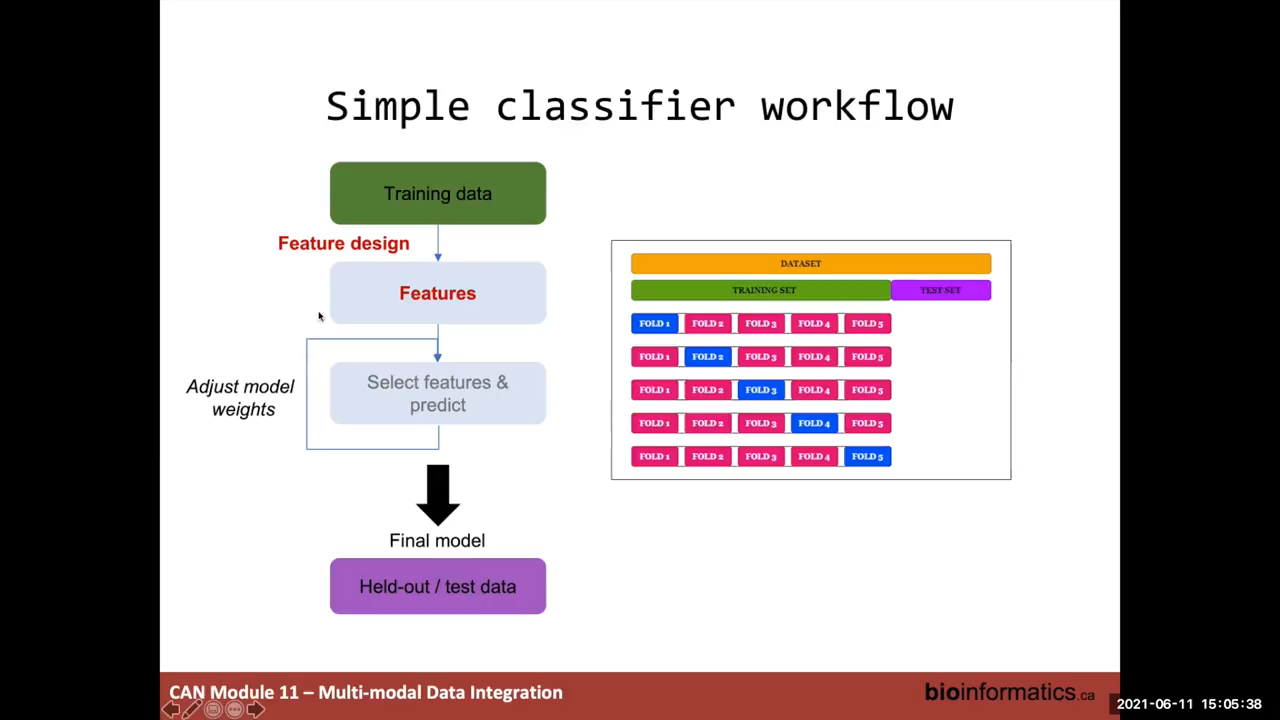 Simple classifier workflow
Training data
Feature design
Features
Adjust model
weights
Select features &
predict
Final model
Held-out / test data
DATASET
TRAINING SET
TEST SET
FOLD 1 FOLD 2 FOLD 3 FOLD 4 FOLD 5
FOLD 1 FOLD 2 FOLD 3 FOLD 4 FOLD 5
FOLD 1 FOLD 2 FOLD 3 FOLD 4 FOLD 5
FOLD 1 FOLD 2 FOLD 3 FOLD 4 FOLD 5
FOLD 1 FOLD 2 FOLD 3 FOLD 4 FOLD 5
CAN Module 11 – Multi-modal Data Integration
bioinformatics.ca
2021-06-11 15:05:38